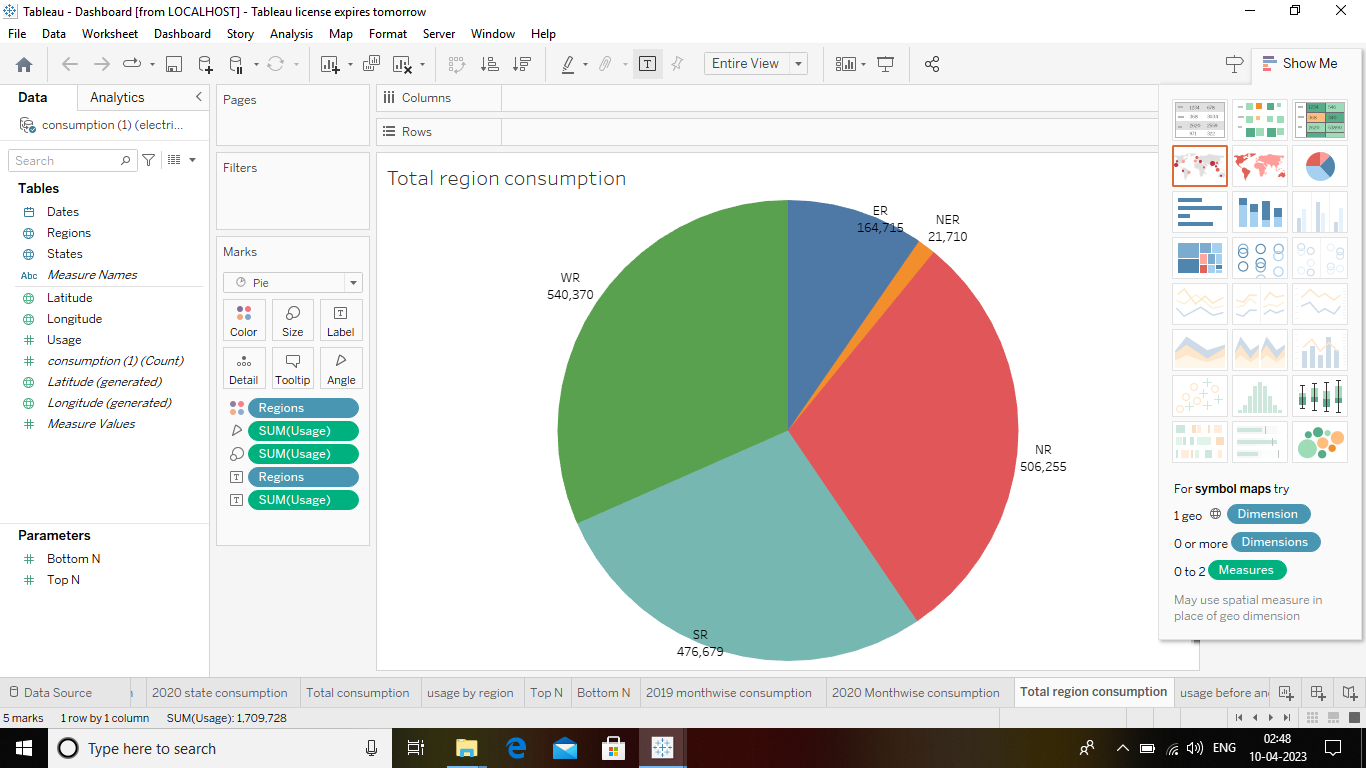 Tableau - Dashboard [from LOCALHOST] - Tableau license expires tomorrow
File Data Worksheet Dashboard Story Analysis Map Format Server Window Help
Entire View
Show Me
Data Analytics
consumption (1) (electri...
Search
Tables
Dates
Regions
States
Abc Measure Names
Latitude
Longitude
Usage
consumption (1) (Count)
Latitude (generated)
Longitude (generated)
Measure Values
Parameters
Bottom N
Top N
Pages
Filters
Marks
Pie
Color Size Label
Detail Tooltip Angle
Regions
SUM(Usage)
SUM(Usage)
Regions
SUM(Usage)
Columns
Rows
Total region consumption
ER
164,715
NER
21,710
WR
540,370
NR
506,255
SR
476,679
For symbol maps try
1 geo Dimension
0 or more Dimensions
0 to 2 Measures
May use spatial measure in
place of geo dimension
Data Source 2020 state consumption Total consumption usage by region Top N Bottom N 2019 monthwise consumption 2020 Monthwise consumption Total region consumption usage before an
5 marks 1 row by 1 column SUM(Usage): 1,709,728
Type here to search
ENG
02:48
10-04-2023